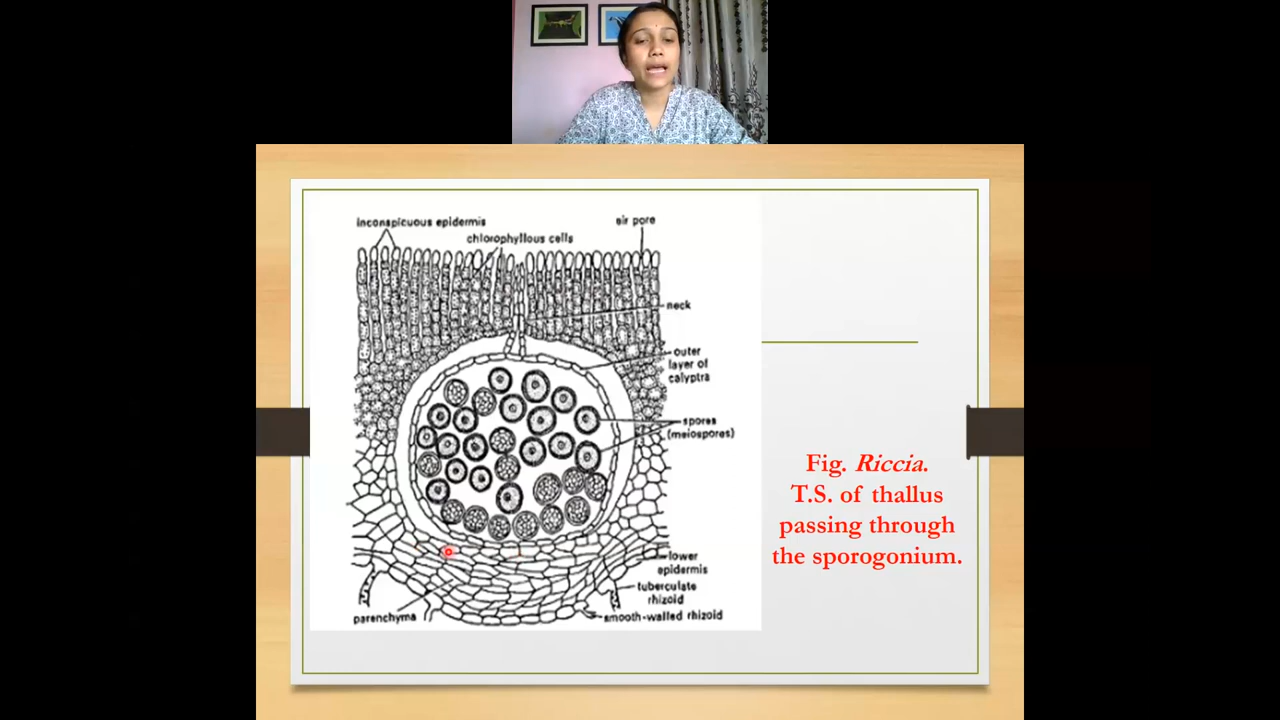 inconspicuous epidermis
air pore
chlorophyllous cells
neck
outer
layer of
calyptra
spores
(meiospores)
Fig. Riccia.
T.S. of thallus
passing through
the sporogonium.
lower
epidermis
tuberculate
rhizoid
parenchyma
smooth-walled rhizoid